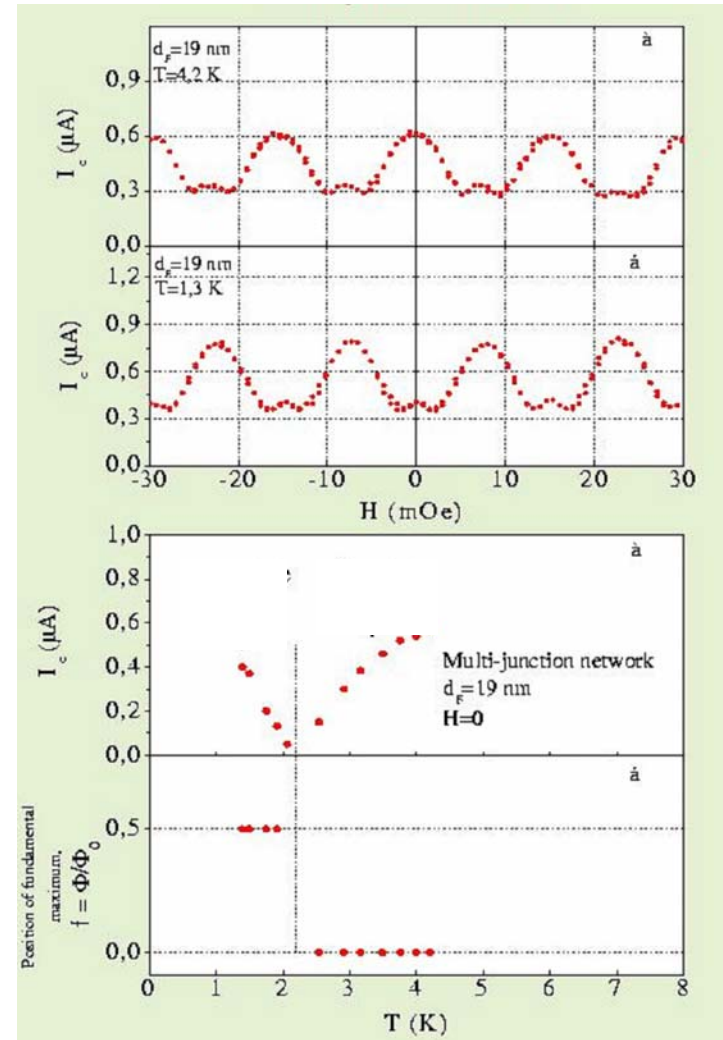 à
d_F=19 nm
T=4,2 K
0,9
0,6
0,3
0,0
I_c (μA)
á
d_F=19 nm
T=1,3 K
1,2
0,9
0,6
0,3
0,0
I_c (μA)
-30 -20 -10 0 10 20 30
H (mOe)
à
1,0
0,8
0,6
0,4
0,2
0,0
I_c (μA)
Multi-junction network
d_F=19 nm
H=0
á
0,5
0,0
Position of fundamental
maximum,
f = Φ/Φ_0
0 1 2 3 4 5 6 7 8
T (K)